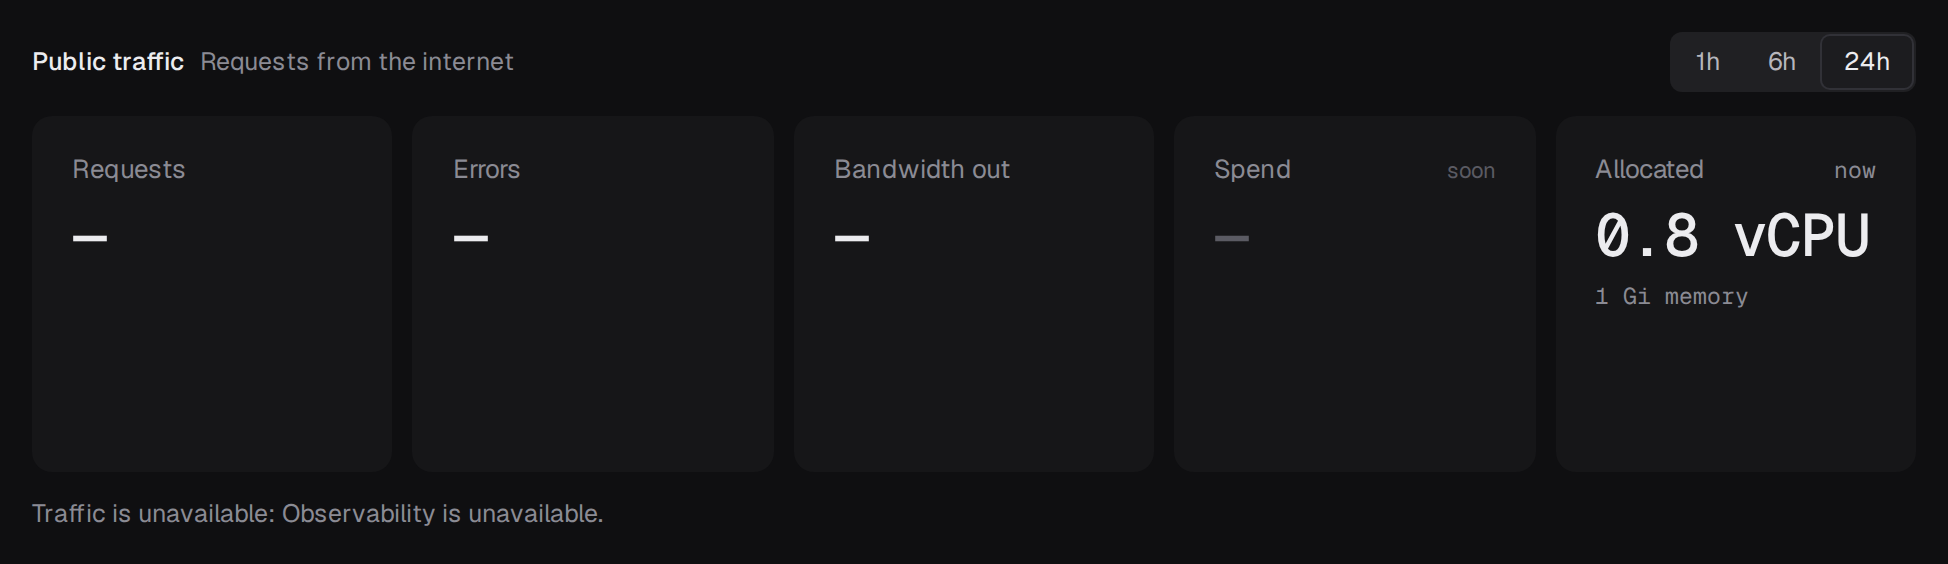 Public traffic Requests from the internet 1h 6h 24h
Requests Errors Bandwidth out Spend soon Allocated now
— — — — 0.8 vCPU
1 Gi memory
Traffic is unavailable: Observability is unavailable.